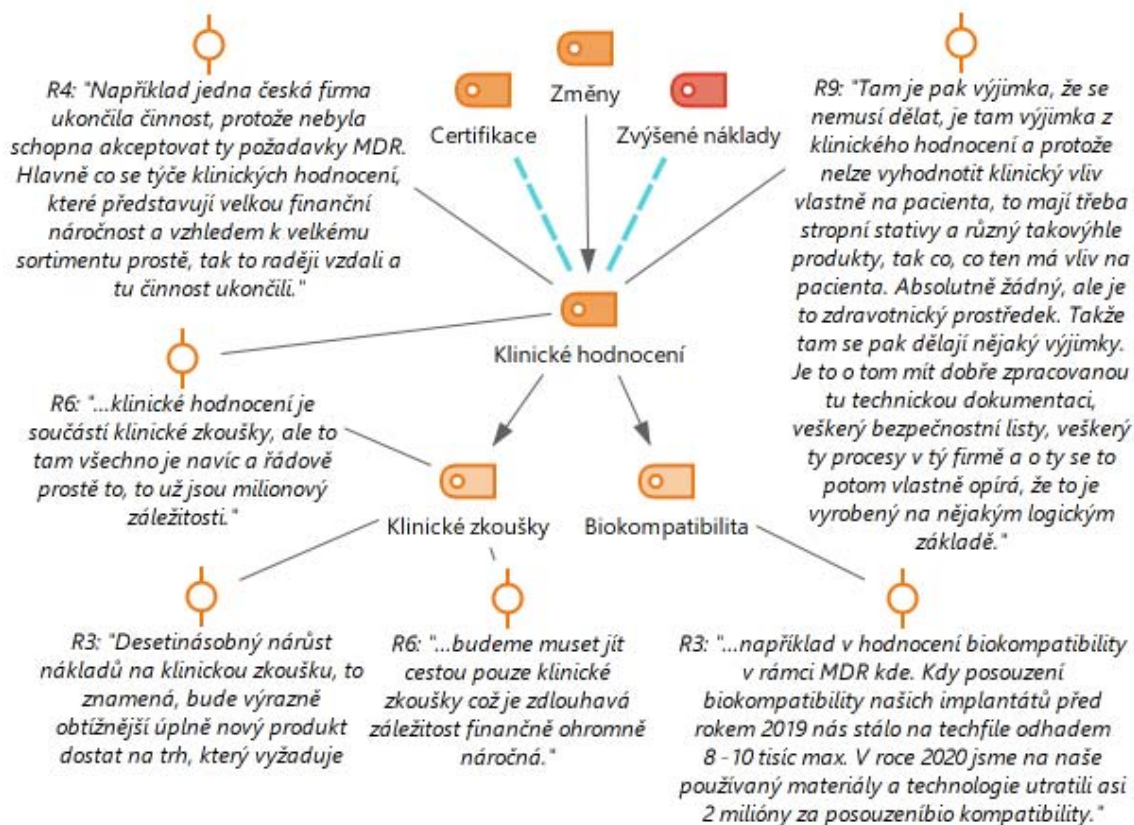 R4: "Například jedna česká firma
ukončila činnost, protože nebyla
schopna akceptovat ty požadavky MDR.
Hlavně co se týče klinických hodnocení,
které představují velkou finanční
náročnost a vzhledem k velkému
sortimentu prostě, tak to raději vzdali a
tu činnost ukončili."
Změny
Certifikace
Zvýšené náklady
R9: "Tam je pak výjimka, že se
nemusí dělat, je tam výjimka z
klinického hodnocení a protože
nelze vyhodnotit klinický vliv
vlastně na pacienta, to mají třeba
stropní stativy a různý takovýhle
produkty, tak co, co ten má vliv na
pacienta. Absolutně žádný, ale je
to zdravotnický prostředek. Takže
tam se pak dělají nějaký výjimky.
Je to o tom mít dobře zpracovanou
tu technickou dokumentaci,
veškerý bezpečnostní listy, veškerý
ty procesy v tý firmě a o ty se to
potom vlastně opírá, že to je
vyrobený na nějakým logickým
základě."
Klinické hodnocení
R6: "...klinické hodnocení je
součástí klinické zkoušky, ale to
tam všechno je navíc a řádově
prostě to, to už jsou milionový
záležitosti."
Klinické zkoušky
Biokompatibilita
R3: "Desetinásobný nárůst
nákladů na klinickou zkoušku, to
znamená, bude výrazně
obtížnější úplně nový produkt
dostat na trh, který vyžaduje
R6: "...budeme muset jít
cestou pouze klinické
zkoušky což je zdlouhavá
záležitost finančně ohromně
náročná."
R3: "...například v hodnocení biokompatibility
v rámci MDR kde. Kdy posouzení
biokompatibility našich implantátů před
rokem 2019 nás stálo na techfile odhadem
8 - 10 tisíc max. V roce 2020 jsme na naše
používaný materiály a technologie utratili asi
2 milióny za posouzeníbio kompatibility."